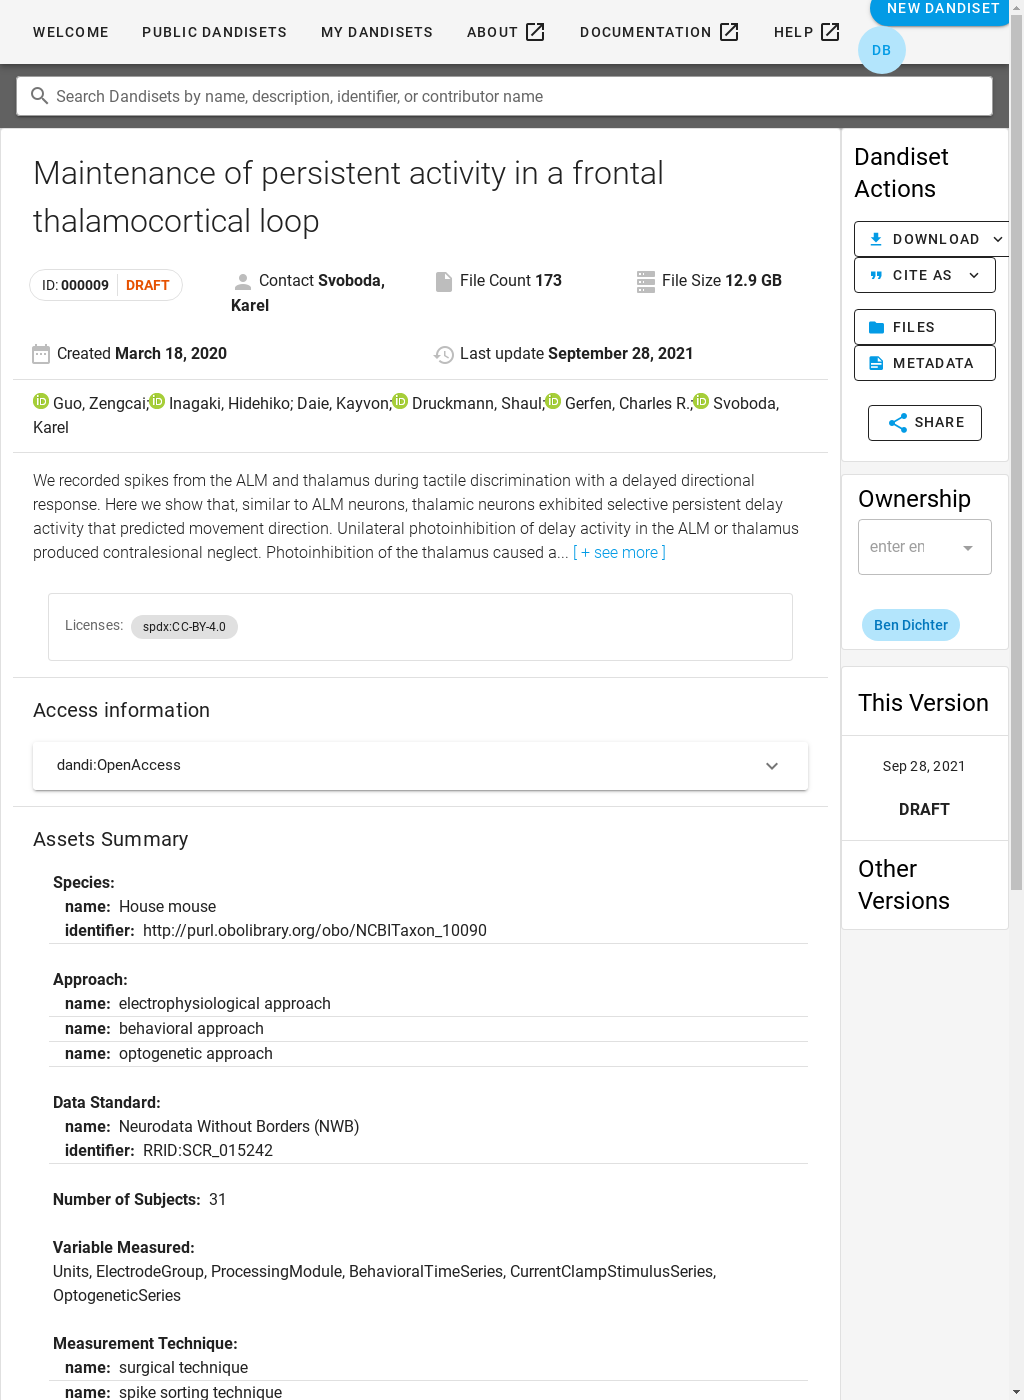 WELCOME PUBLIC DANDISETS MY DANDISETS ABOUT DOCUMENTATION HELP NEW DANDISET
DB
Search Dandisets by name, description, identifier, or contributor name
Maintenance of persistent activity in a frontal
thalamocortical loop
ID: 000009 DRAFT
Contact Svoboda,
Karel
File Count 173
File Size 12.9 GB
Created March 18, 2020
Last update September 28, 2021
iD Guo, Zengcai; iD Inagaki, Hidehiko; Daie, Kayvon; iD Druckmann, Shaul; iD Gerfen, Charles R.; iD Svoboda,
Karel
We recorded spikes from the ALM and thalamus during tactile discrimination with a delayed directional
response. Here we show that, similar to ALM neurons, thalamic neurons exhibited selective persistent delay
activity that predicted movement direction. Unilateral photoinhibition of delay activity in the ALM or thalamus
produced contralesional neglect. Photoinhibition of the thalamus caused a... [ + see more ]
Licenses: spdx:CC-BY-4.0
Access information
dandi:OpenAccess
Assets Summary
Species:
name: House mouse
identifier: http://purl.obolibrary.org/obo/NCBITaxon_10090
Approach:
name: electrophysiological approach
name: behavioral approach
name: optogenetic approach
Data Standard:
name: Neurodata Without Borders (NWB)
identifier: RRID:SCR_015242
Number of Subjects: 31
Variable Measured:
Units, ElectrodeGroup, ProcessingModule, BehavioralTimeSeries, CurrentClampStimulusSeries,
OptogeneticSeries
Measurement Technique:
name: surgical technique
name: spike sorting technique
Dandiset
Actions
DOWNLOAD
CITE AS
FILES
METADATA
SHARE
Ownership
enter en
Ben Dichter
This Version
Sep 28, 2021
DRAFT
Other
Versions